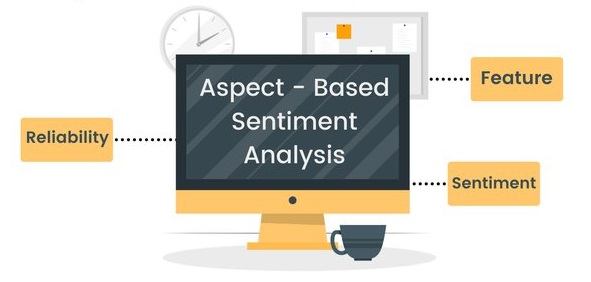 Aspect - Based
Sentiment
Analysis
Feature
Reliability
Sentiment